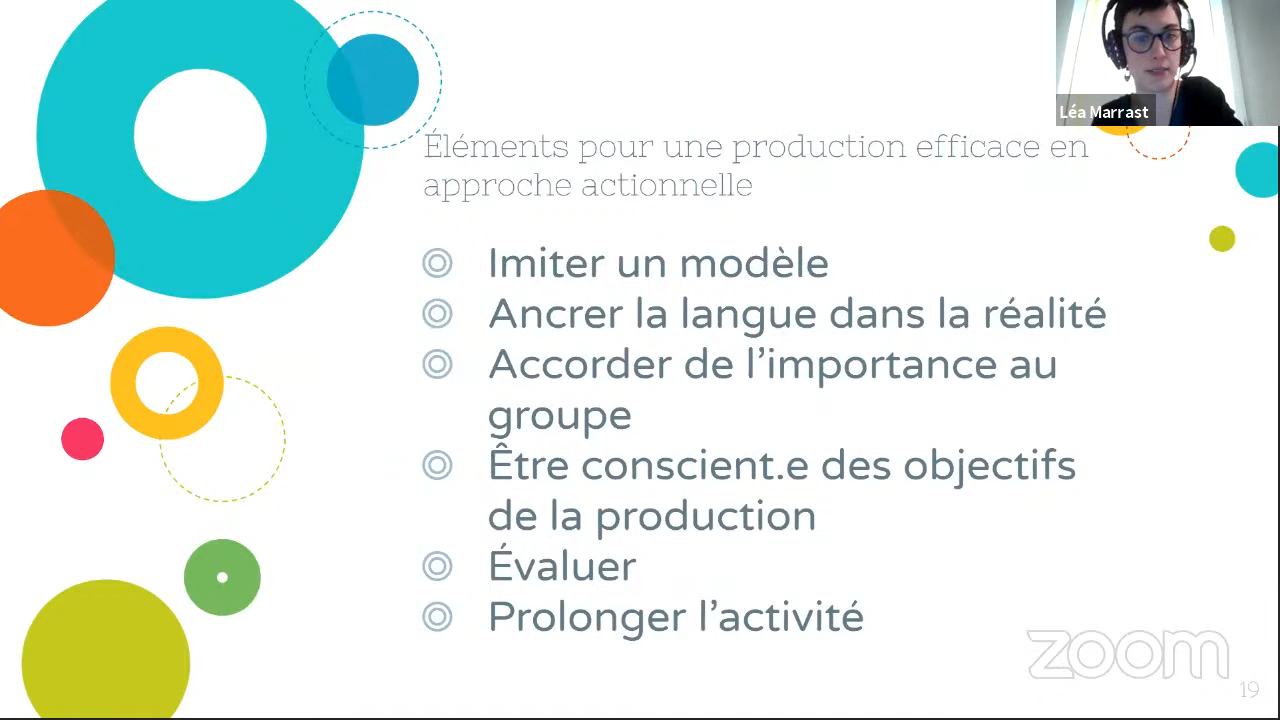 Léa Marrast
Éléments pour une production efficace en
approche actionnelle
Imiter un modèle
Ancrer la langue dans la réalité
Accorder de l'importance au
groupe
Être conscient.e des objectifs
de la production
Évaluer
Prolonger l'activité
zoom
19